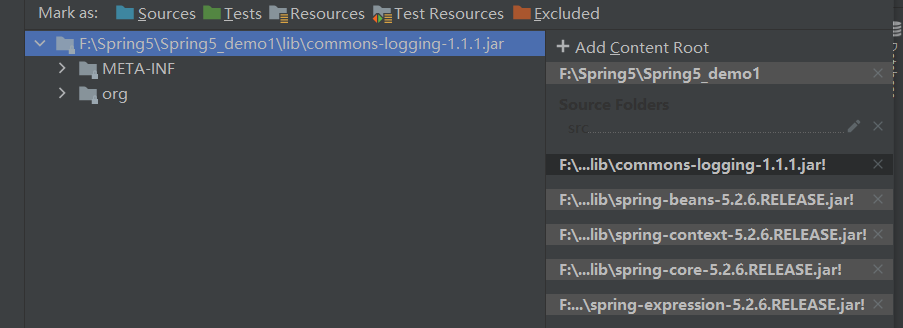 Mark as: Sources Tests Resources Test Resources Excluded
F:\Spring5\Spring5_demo1\lib\commons-logging-1.1.1.jar
META-INF
org
+ Add Content Root
F:\Spring5\Spring5_demo1
Source Folders
src
F:\...lib\commons-logging-1.1.1.jar!
F:\...lib\spring-beans-5.2.6.RELEASE.jar!
F:\...lib\spring-context-5.2.6.RELEASE.jar!
F:\...lib\spring-core-5.2.6.RELEASE.jar!
F:...\spring-expression-5.2.6.RELEASE.jar!